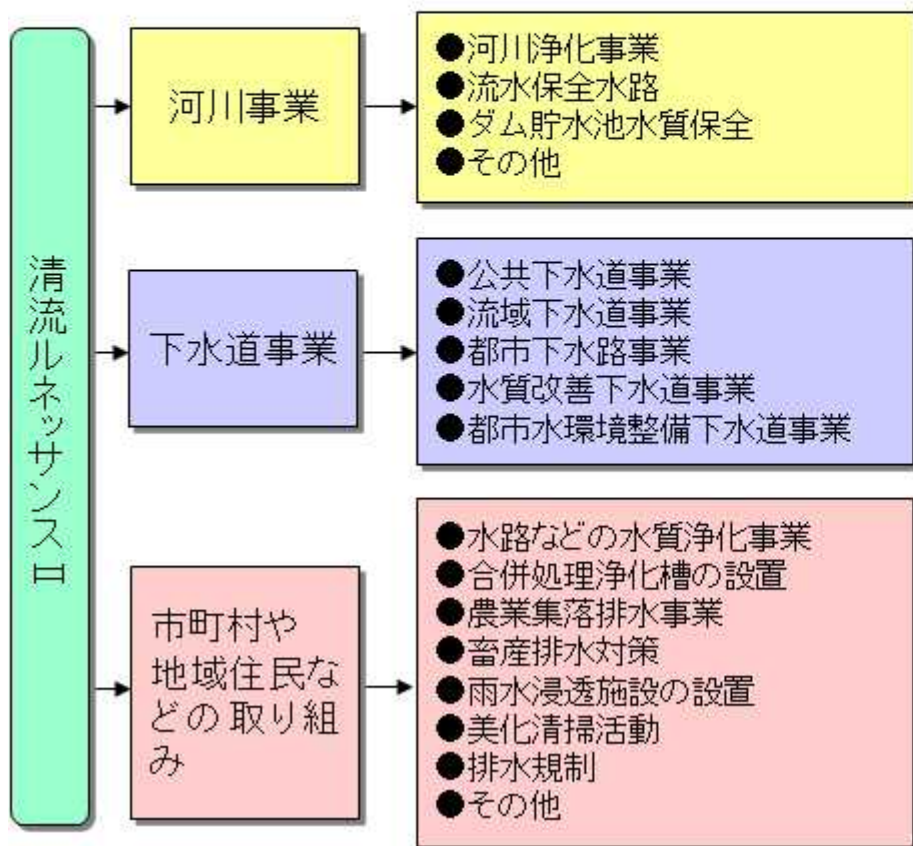 清流ルネッサンスⅡ
河川事業
●河川浄化事業
●流水保全水路
●ダム貯水池水質保全
●その他
下水道事業
●公共下水道事業
●流域下水道事業
●都市下水路事業
●水質改善下水道事業
●都市水環境整備下水道事業
市町村や
地域住民な
どの取り組
み
●水路などの水質浄化事業
●合併処理浄化槽の設置
●農業集落排水事業
●畜産排水対策
●雨水浸透施設の設置
●美化清掃活動
●排水規制
●その他